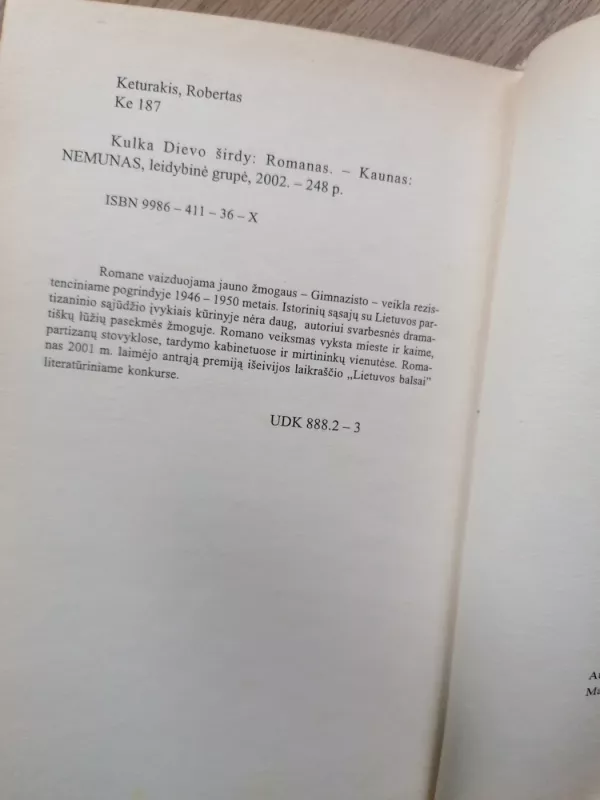 Keturakis, Robertas
Ke 187
Kulka Dievo širdy: Romanas. – Kaunas:
NEMUNAS, leidybinė grupė, 2002. – 248 p.
ISBN 9986 – 411 – 36 – X
Romane vaizduojama jauno žmogaus – Gimnazisto – veikla rezis-
tenciniame pogrindyje 1946 – 1950 metais. Istorinių sąsajų su Lietuvos par-
tizaninio sąjūdžio įvykiais kūrinyje nėra daug, autoriui svarbesnės drama-
tiškų lūžių pasekmės žmoguje. Romano veiksmas vyksta mieste ir kaime,
partizanų stovyklose, tardymo kabinetuose ir mirtininkų vienutėse. Roma-
nas 2001 m. laimėjo antrąją premiją išeivijos laikraščio „Lietuvos balsai"
literatūriniame konkurse.
UDK 888.2 – 3